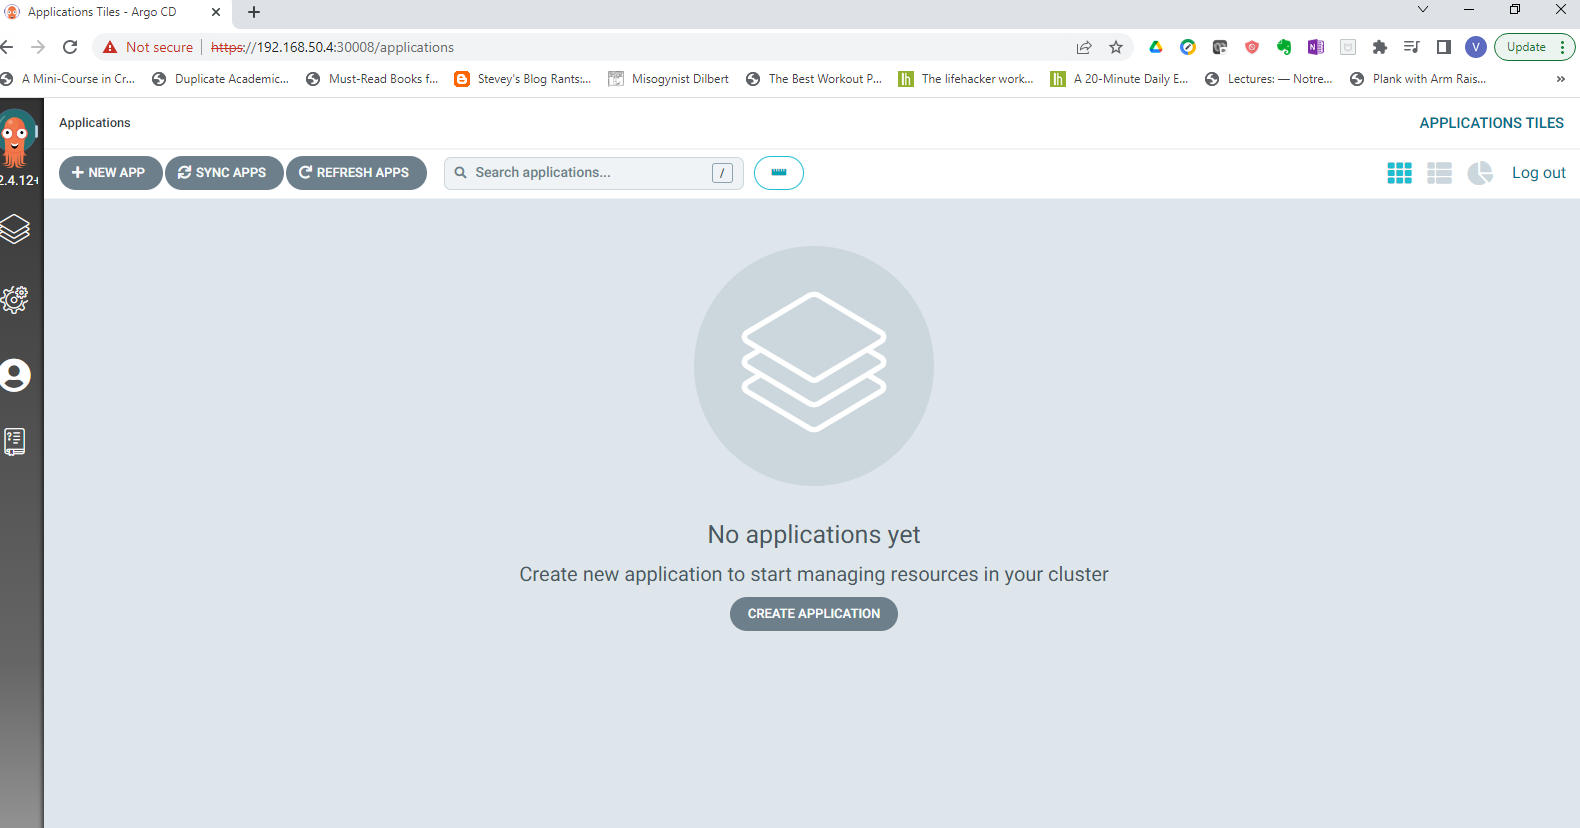 Applications Tiles - Argo CD
Not secure https://192.168.50.4:30008/applications Update
A Mini-Course in Cr... Duplicate Academic... Must-Read Books f... Stevey's Blog Rants:... Misogynist Dilbert The Best Workout P... The lifehacker work... A 20-Minute Daily E... Lectures: — Notre... Plank with Arm Rais... »
Applications APPLICATIONS TILES
NEW APP SYNC APPS REFRESH APPS Search applications... / Log out
2.4.12+
No applications yet
Create new application to start managing resources in your cluster
CREATE APPLICATION